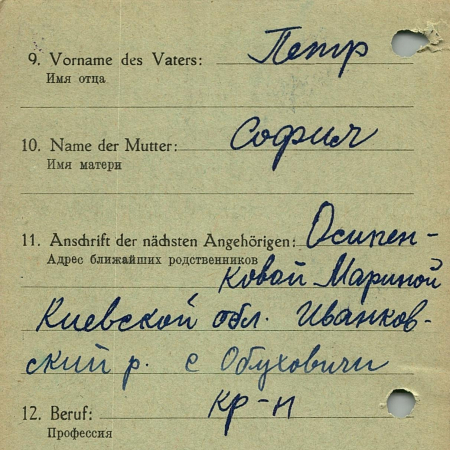 9. Vorname des Vaters: Петр
Имя отца
10. Name der Mutter: София
Имя матери
11. Anschrift der nächsten Angehörigen: Осипен-
Адрес ближайших родственников
ковой Мариной
Киевской обл. Иванков-
ский р. с Обуховичи
12. Beruf: кр-н
Профессия